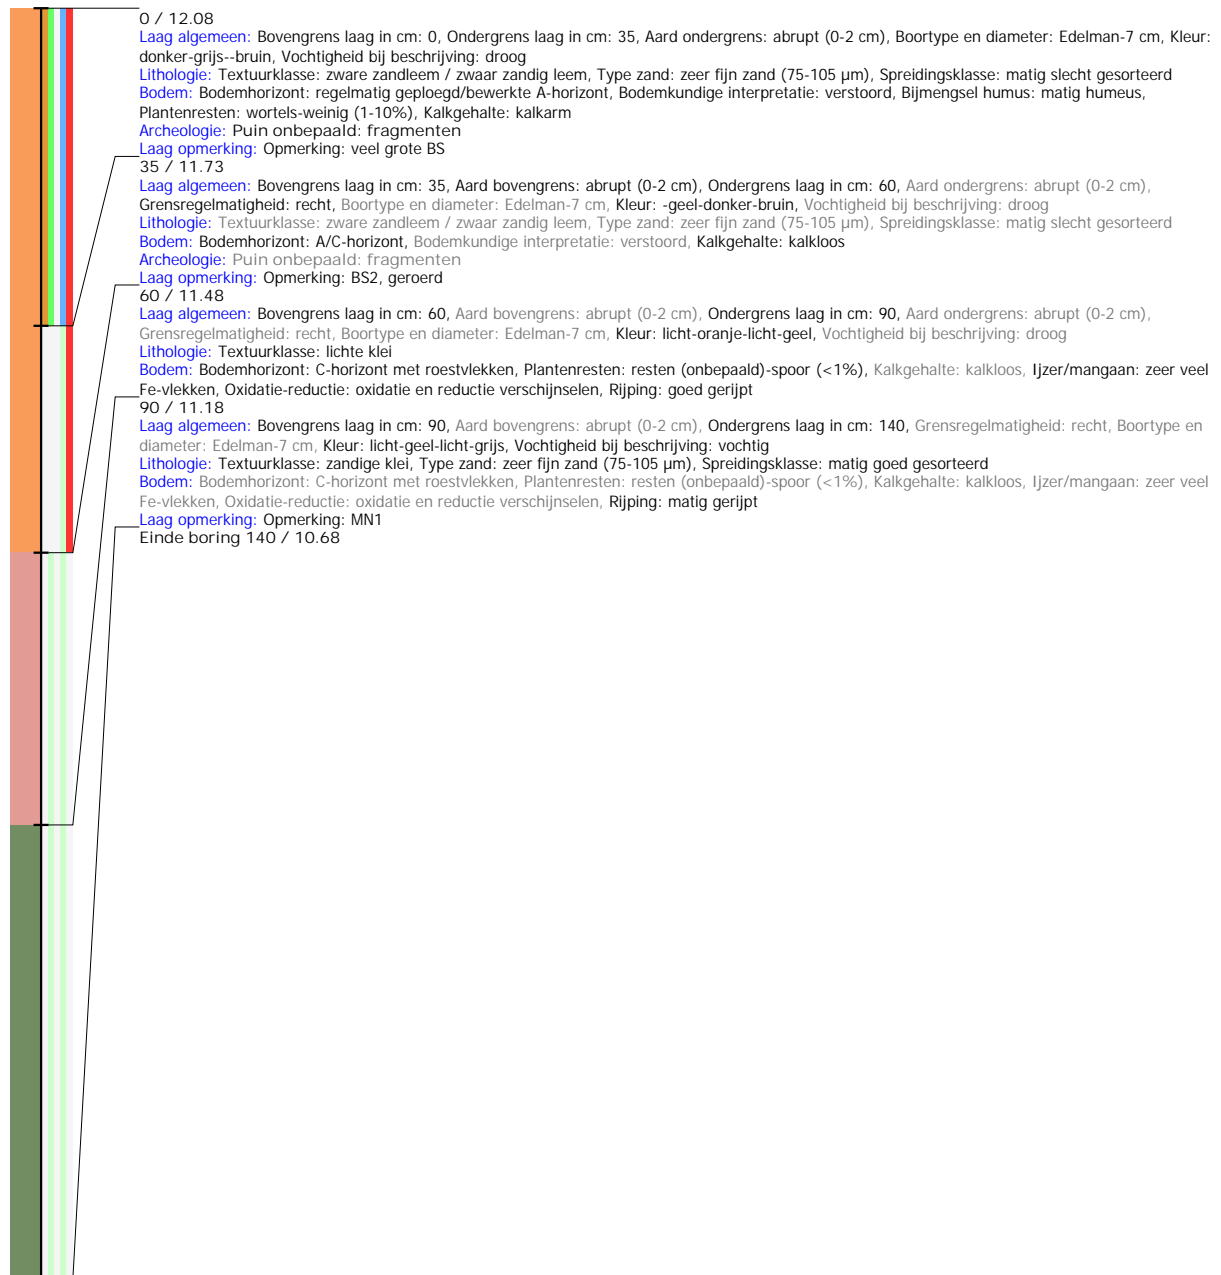 0 / 12.08
Laag algemeen: Bovengrens laag in cm: 0, Ondergrens laag in cm: 35, Aard ondergrens: abrupt (0-2 cm), Boortype en diameter: Edelman-7 cm, Kleur:
donker-grijs--bruin, Vochtigheid bij beschrijving: droog
Lithologie: Textuurklasse: zware zandleem / zwaar zandig leem, Type zand: zeer fijn zand (75-105 µm), Spreidingsklasse: matig slecht gesorteerd
Bodem: Bodemhorizont: regelmatig geploegd/bewerkte A-horizont, Bodemkundige interpretatie: verstoord, Bijmengsel humus: matig humeus,
Plantenresten: wortels-weinig (1-10%), Kalkgehalte: kalkarm
Archeologie: Puin onbepaald: fragmenten
Laag opmerking: Opmerking: veel grote BS
35 / 11.73
Laag algemeen: Bovengrens laag in cm: 35, Aard bovengrens: abrupt (0-2 cm), Ondergrens laag in cm: 60, Aard ondergrens: abrupt (0-2 cm),
Grensregelmatigheid: recht, Boortype en diameter: Edelman-7 cm, Kleur: -geel-donker-bruin, Vochtigheid bij beschrijving: droog
Lithologie: Textuurklasse: zware zandleem / zwaar zandig leem, Type zand: zeer fijn zand (75-105 µm), Spreidingsklasse: matig slecht gesorteerd
Bodem: Bodemhorizont: A/C-horizont, Bodemkundige interpretatie: verstoord, Kalkgehalte: kalkloos
Archeologie: Puin onbepaald: fragmenten
Laag opmerking: Opmerking: BS2, geroerd
60 / 11.48
Laag algemeen: Bovengrens laag in cm: 60, Aard bovengrens: abrupt (0-2 cm), Ondergrens laag in cm: 90, Aard ondergrens: abrupt (0-2 cm),
Grensregelmatigheid: recht, Boortype en diameter: Edelman-7 cm, Kleur: licht-oranje-licht-geel, Vochtigheid bij beschrijving: droog
Lithologie: Textuurklasse: lichte klei
Bodem: Bodemhorizont: C-horizont met roestvlekken, Plantenresten: resten (onbepaald)-spoor (<1%), Kalkgehalte: kalkloos, Ijzer/mangaan: zeer veel
Fe-vlekken, Oxidatie-reductie: oxidatie en reductie verschijnselen, Rijping: goed gerijpt
90 / 11.18
Laag algemeen: Bovengrens laag in cm: 90, Aard bovengrens: abrupt (0-2 cm), Ondergrens laag in cm: 140, Grensregelmatigheid: recht, Boortype en
diameter: Edelman-7 cm, Kleur: licht-geel-licht-grijs, Vochtigheid bij beschrijving: vochtig
Lithologie: Textuurklasse: zandige klei, Type zand: zeer fijn zand (75-105 µm), Spreidingsklasse: matig goed gesorteerd
Bodem: Bodemhorizont: C-horizont met roestvlekken, Plantenresten: resten (onbepaald)-spoor (<1%), Kalkgehalte: kalkloos, Ijzer/mangaan: zeer veel
Fe-vlekken, Oxidatie-reductie: oxidatie en reductie verschijnselen, Rijping: matig gerijpt
Laag opmerking: Opmerking: MN1
Einde boring 140 / 10.68